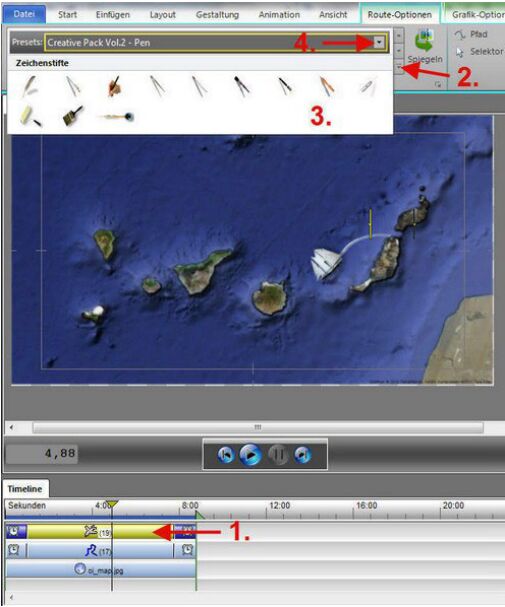 Datei Start Einfügen Layout Gestaltung Animation Ansicht Route-Optionen Grafik-Option
Presets: Creative Pack Vol.2 - Pen 4.
Zeichenstifte
Spiegeln
Pfad
Selektor
2.
3.
4,88
Timeline
Sekunden 4:00 8:00 12:00 16:00 20:00
(19) 1.
(17)
oi_map.jpg